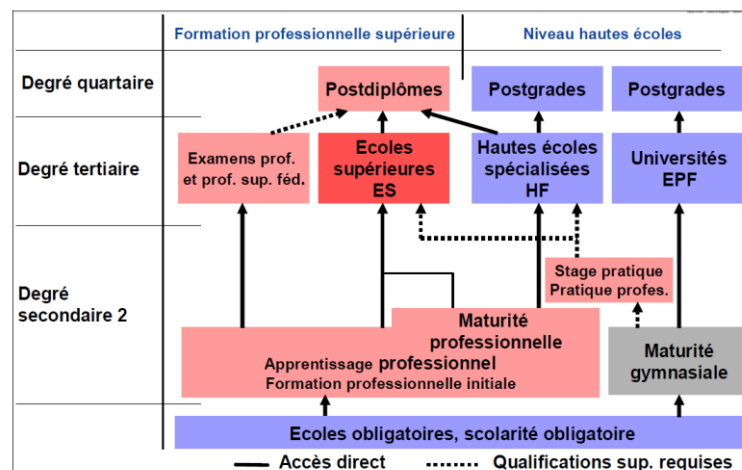 Formation professionnelle supérieure
Niveau hautes écoles
Degré quartaire
Postdiplômes
Postgrades
Postgrades
Degré tertiaire
Examens prof.
et prof. sup. féd.
Ecoles
supérieures
ES
Hautes écoles
spécialisées
HF
Universités
EPF
Degré
secondaire 2
Stage pratique
Pratique profes.
Maturité
professionnelle
Apprentissage professionnel
Formation professionnelle initiale
Maturité
gymnasiale
Ecoles obligatoires, scolarité obligatoire
Accès direct
Qualifications sup. requises